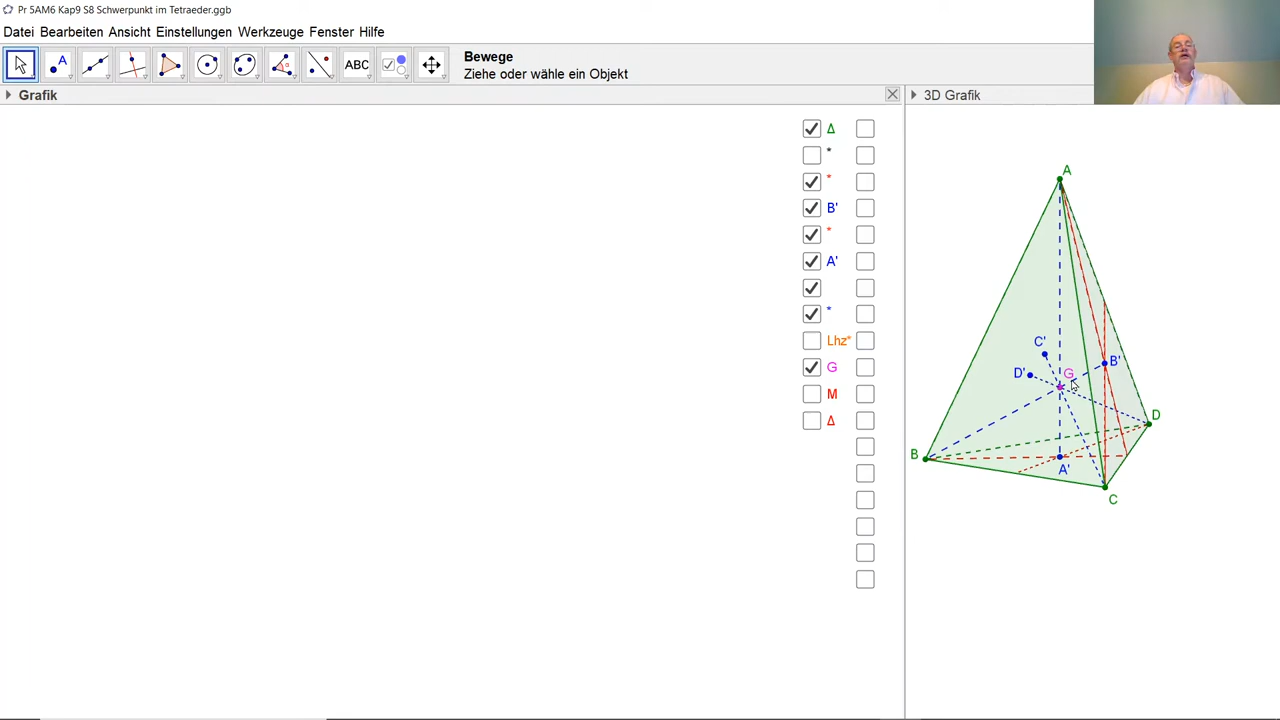 Pr 5AM6 Kap9 S8 Schwerpunkt im Tetraeder.ggb
Datei Bearbeiten Ansicht Einstellungen Werkzeuge Fenster Hilfe
A
ABC
Bewege
Ziehe oder wähle ein Objekt
Grafik
3D Grafik
Δ
*
*
B'
*
A'
*
Lhz*
G
M
Δ
A
C'
B'
D'
G
D
B
A'
C